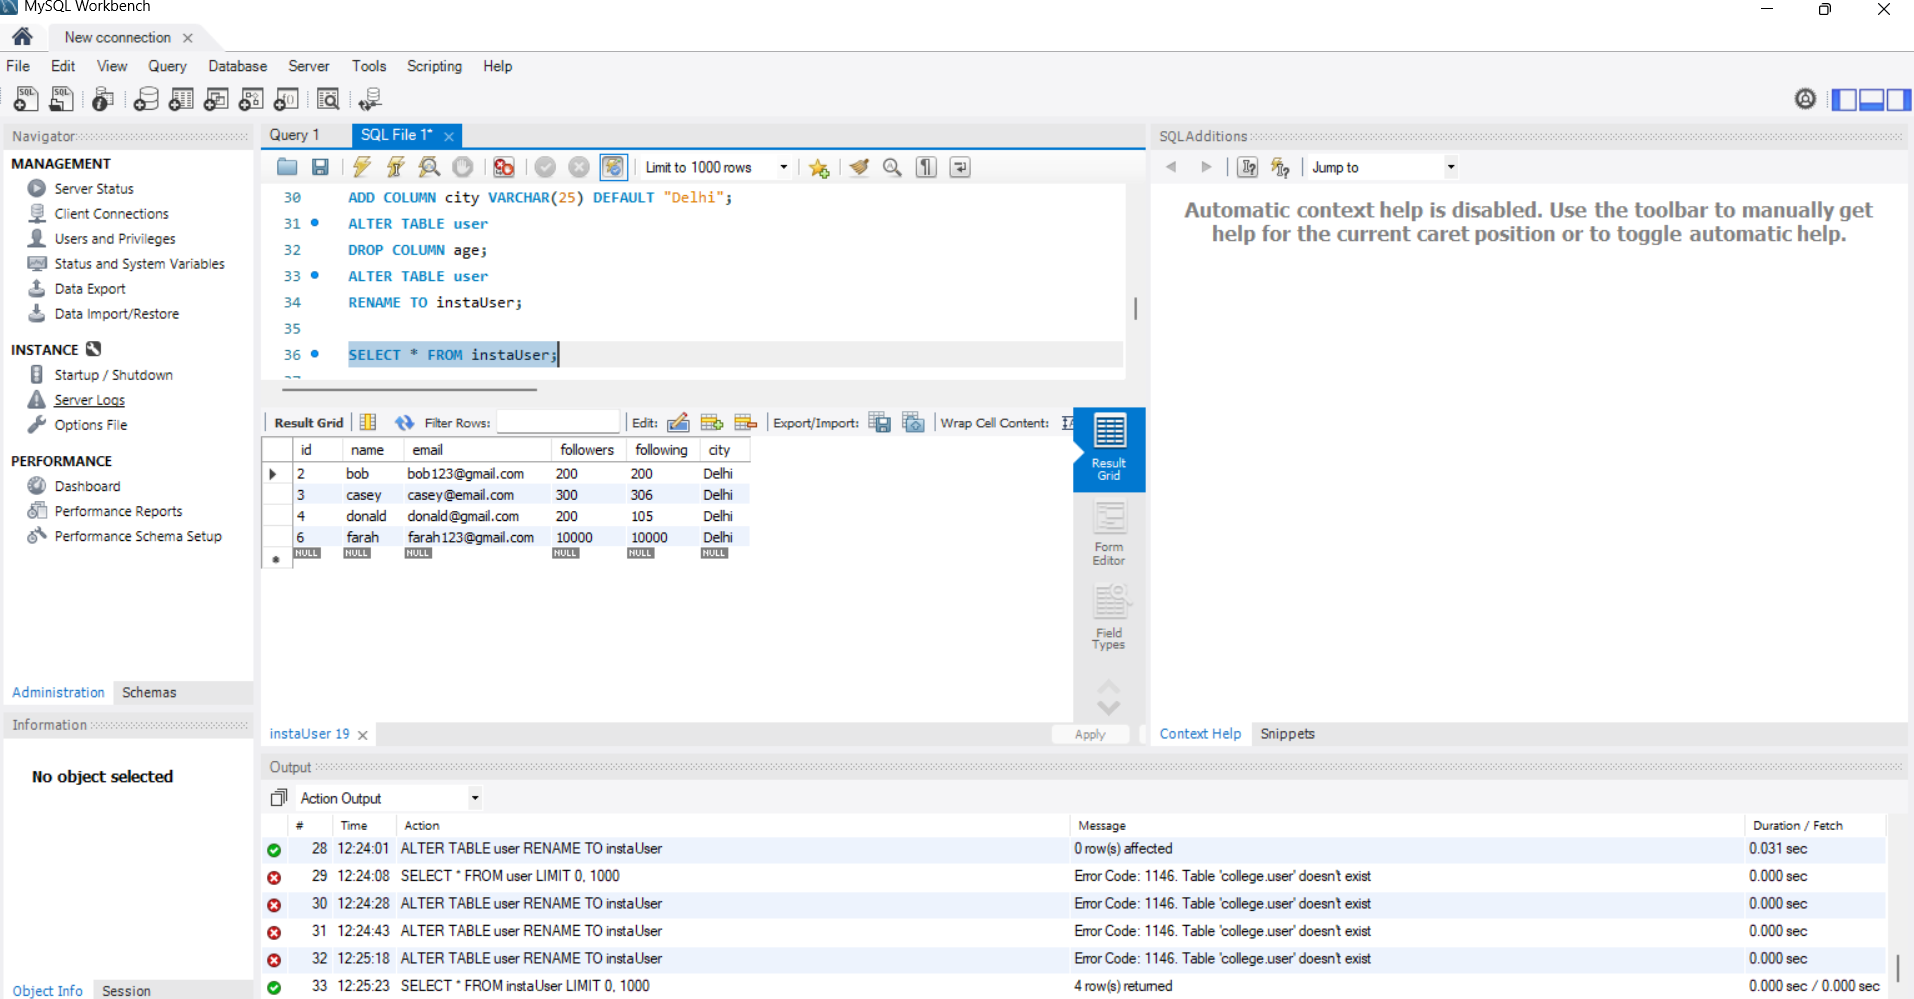 MySQL Workbench
New cconnection
File Edit View Query Database Server Tools Scripting Help
Navigator
MANAGEMENT
Server Status
Client Connections
Users and Privileges
Status and System Variables
Data Export
Data Import/Restore
INSTANCE
Startup / Shutdown
Server Logs
Options File
PERFORMANCE
Dashboard
Performance Reports
Performance Schema Setup
Administration Schemas
Information
No object selected
Object Info Session
Query 1 SQL File 1*
Limit to 1000 rows
30 ADD COLUMN city VARCHAR(25) DEFAULT "Delhi";
31 ALTER TABLE user
32 DROP COLUMN age;
33 ALTER TABLE user
34 RENAME TO instaUser;
35
36 SELECT * FROM instaUser;
Result Grid Filter Rows: Edit: Export/Import: Wrap Cell Content:
id name email followers following city
2 bob bob123@gmail.com 200 200 Delhi
3 casey casey@email.com 300 306 Delhi
4 donald donald@gmail.com 200 105 Delhi
6 farah farah123@gmail.com 10000 10000 Delhi
NULL NULL NULL NULL NULL NULL
Result
Grid
Form
Editor
Field
Types
instaUser 19 Apply
SQLAdditions
Jump to
Automatic context help is disabled. Use the toolbar to manually get
help for the current caret position or to toggle automatic help.
Context Help Snippets
Output
Action Output
# Time Action Message Duration / Fetch
28 12:24:01 ALTER TABLE user RENAME TO instaUser 0 row(s) affected 0.031 sec
29 12:24:08 SELECT * FROM user LIMIT 0, 1000 Error Code: 1146. Table 'college.user' doesn't exist 0.000 sec
30 12:24:28 ALTER TABLE user RENAME TO instaUser Error Code: 1146. Table 'college.user' doesn't exist 0.000 sec
31 12:24:43 ALTER TABLE user RENAME TO instaUser Error Code: 1146. Table 'college.user' doesn't exist 0.000 sec
32 12:25:18 ALTER TABLE user RENAME TO instaUser Error Code: 1146. Table 'college.user' doesn't exist 0.000 sec
33 12:25:23 SELECT * FROM instaUser LIMIT 0, 1000 4 row(s) returned 0.000 sec / 0.000 sec